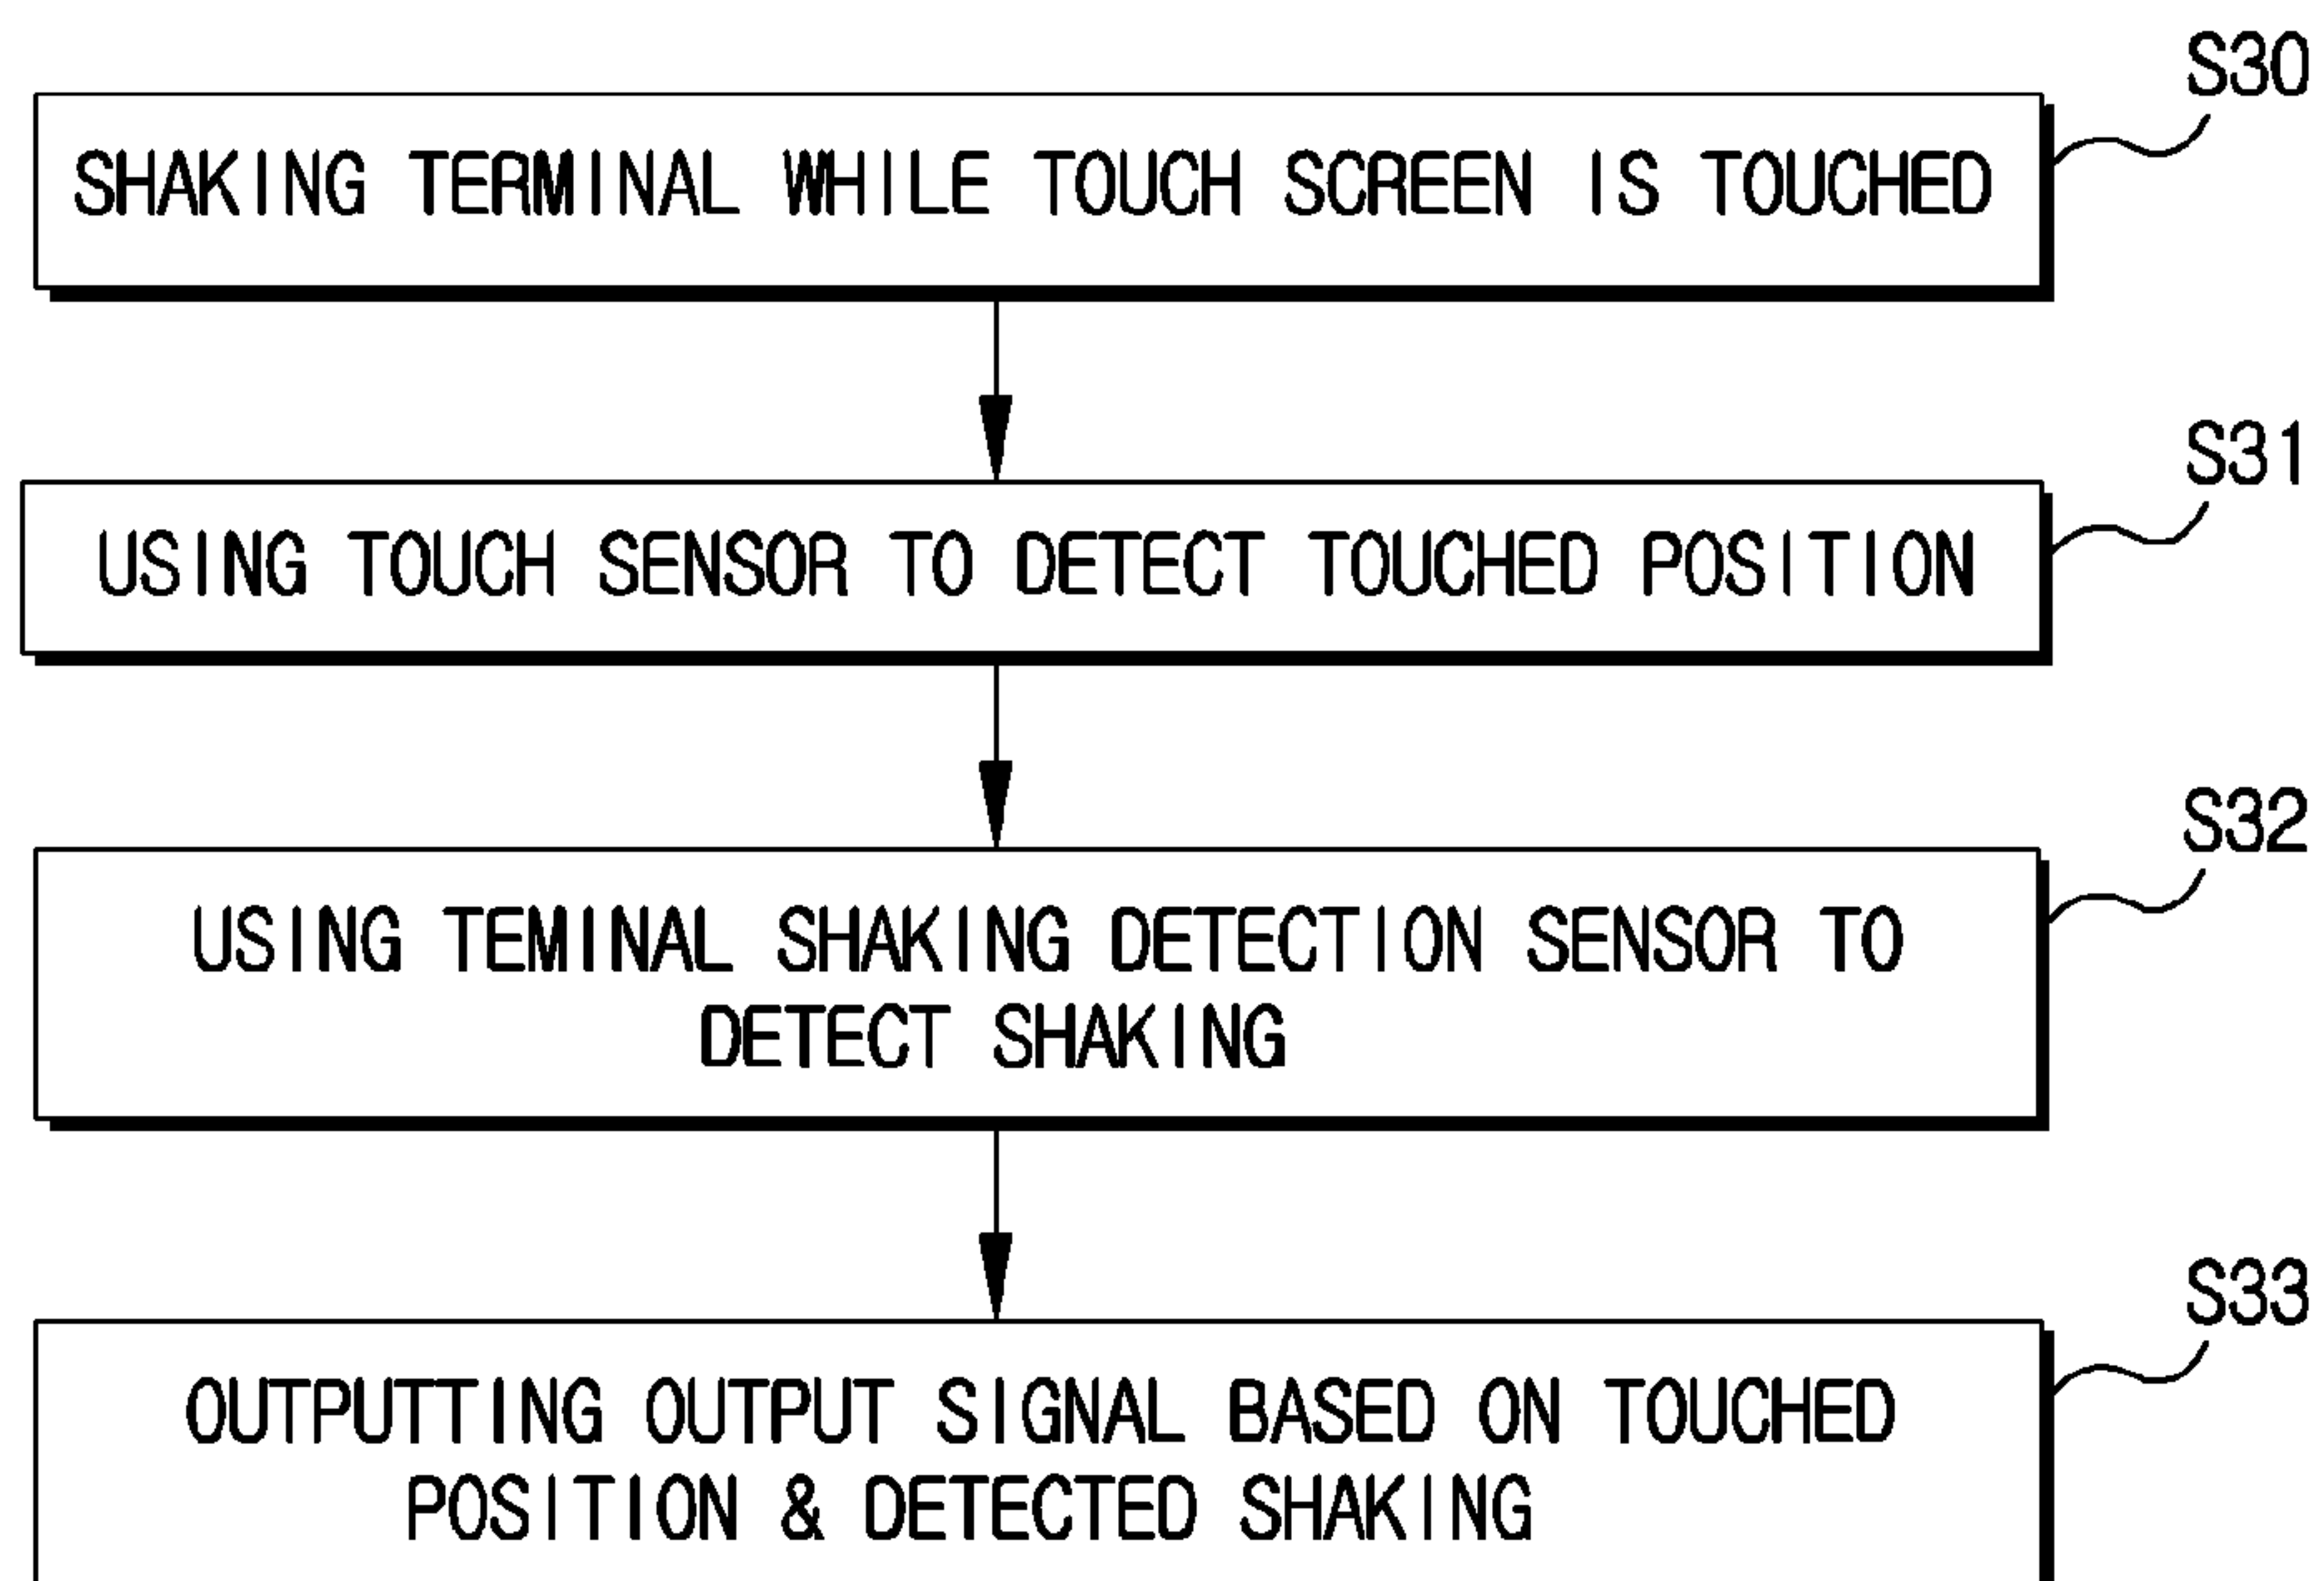 S30
SHAKING TERMINAL WHILE TOUCH SCREEN IS TOUCHED
S31
USING TOUCH SENSOR TO DETECT TOUCHED POSITION
S32
USING TEMINAL SHAKING DETECTION SENSOR TO
DETECT SHAKING
S33
OUTPUTTING OUTPUT SIGNAL BASED ON TOUCHED
POSITION & DETECTED SHAKING